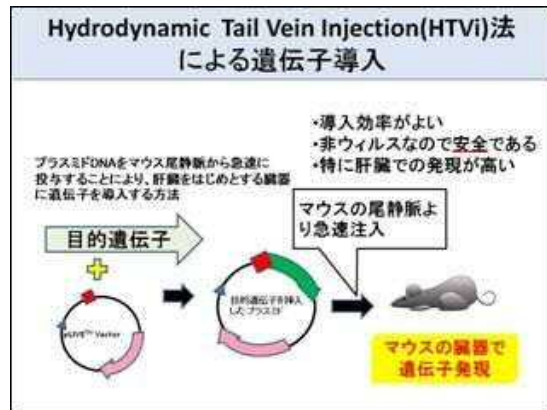 Hydrodynamic Tail Vein Injection(HTVi)法
による遺伝子導入
・導入効率がよい
・非ウィルスなので安全である
・特に肝臓での発現が高い
プラスミドDNAをマウス尾静脈から急速に
投与することにより、肝臓をはじめとする臓器
に遺伝子を導入する方法
マウスの尾静脈よ
り急速注入
目的遺伝子
目的遺伝子を挿入
したプラスミド
pLIVE™ Vector
マウスの臓器で
遺伝子発現